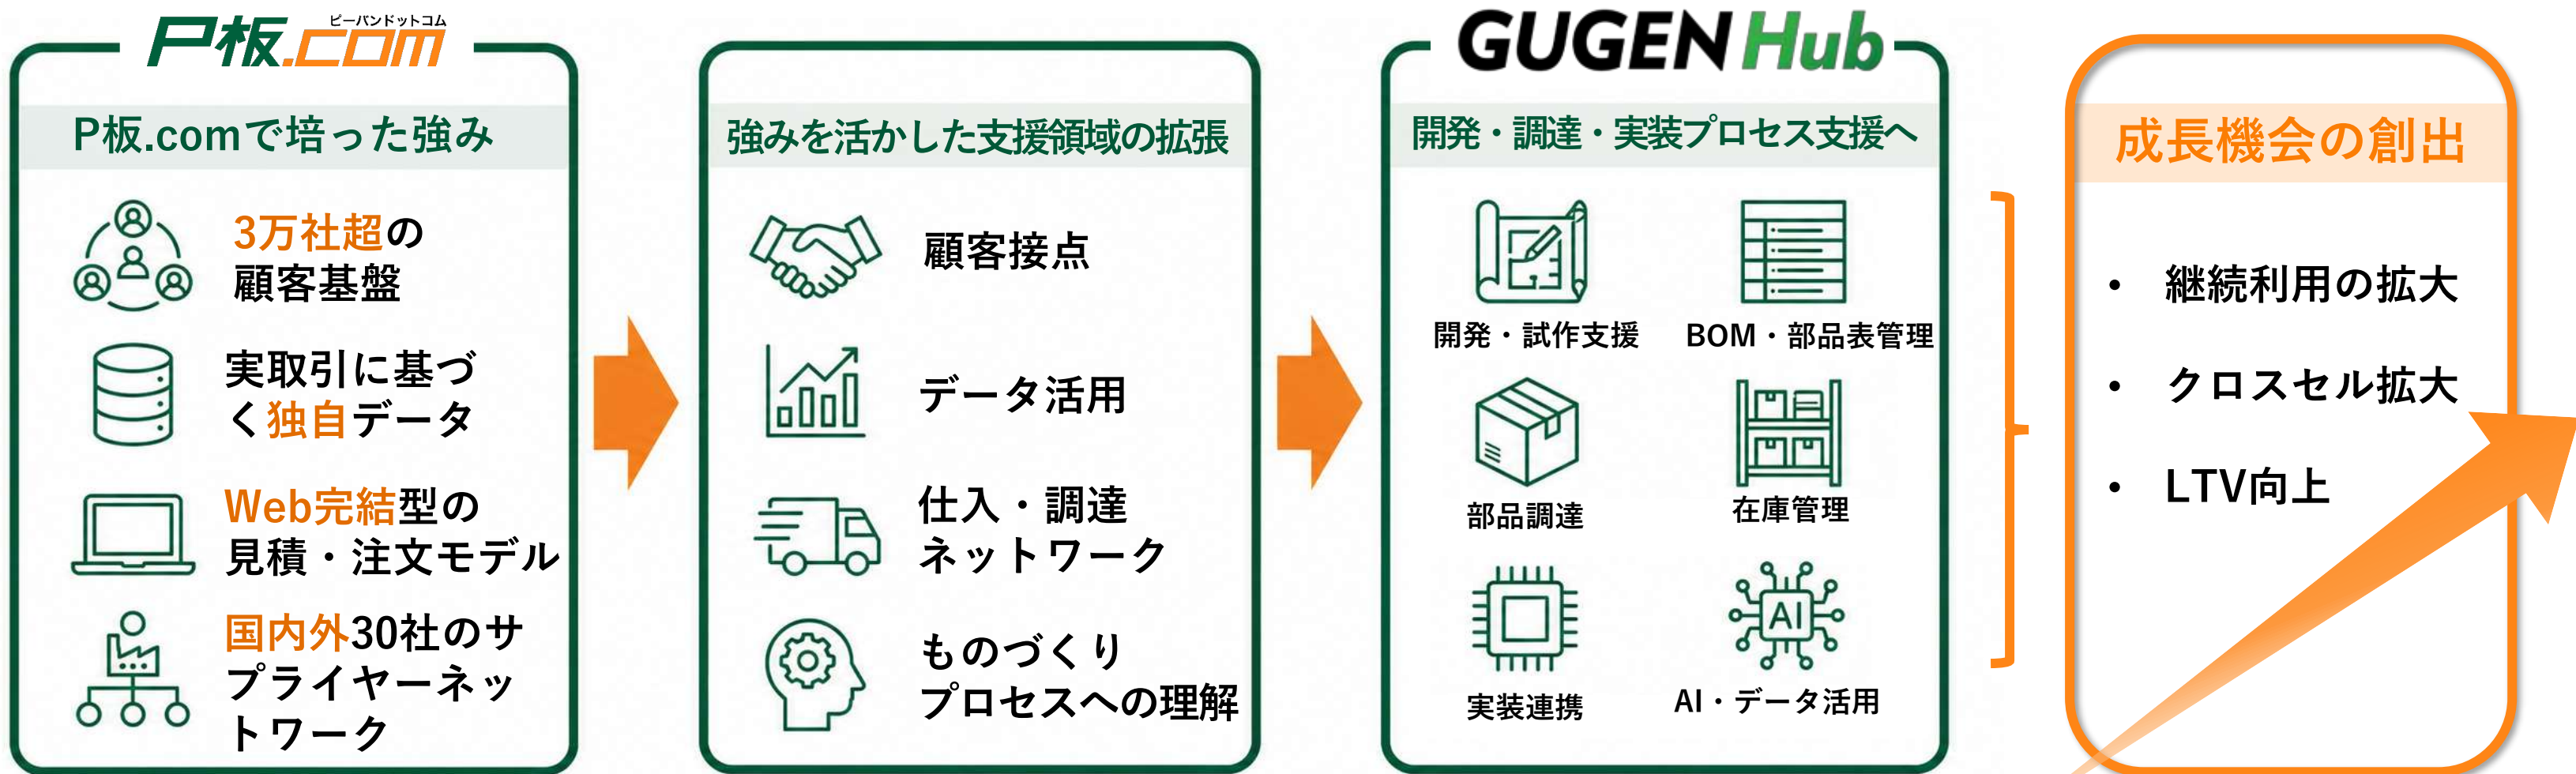 ピーバンドットコム
P板.com
P板.comで培った強み
3万社超の
顧客基盤
実取引に基づ
く独自データ
Web完結型の
見積・注文モデル
国内外30社のサ
プライヤーネッ
トワーク
強みを活かした支援領域の拡張
顧客接点
データ活用
仕入・調達
ネットワーク
ものづくり
プロセスへの理解
GUGEN Hub
開発・調達・実装プロセス支援へ
開発・試作支援
BOM・部品表管理
部品調達
在庫管理
実装連携
AI
AI・データ活用
成長機会の創出
• 継続利用の拡大
• クロスセル拡大
• LTV向上